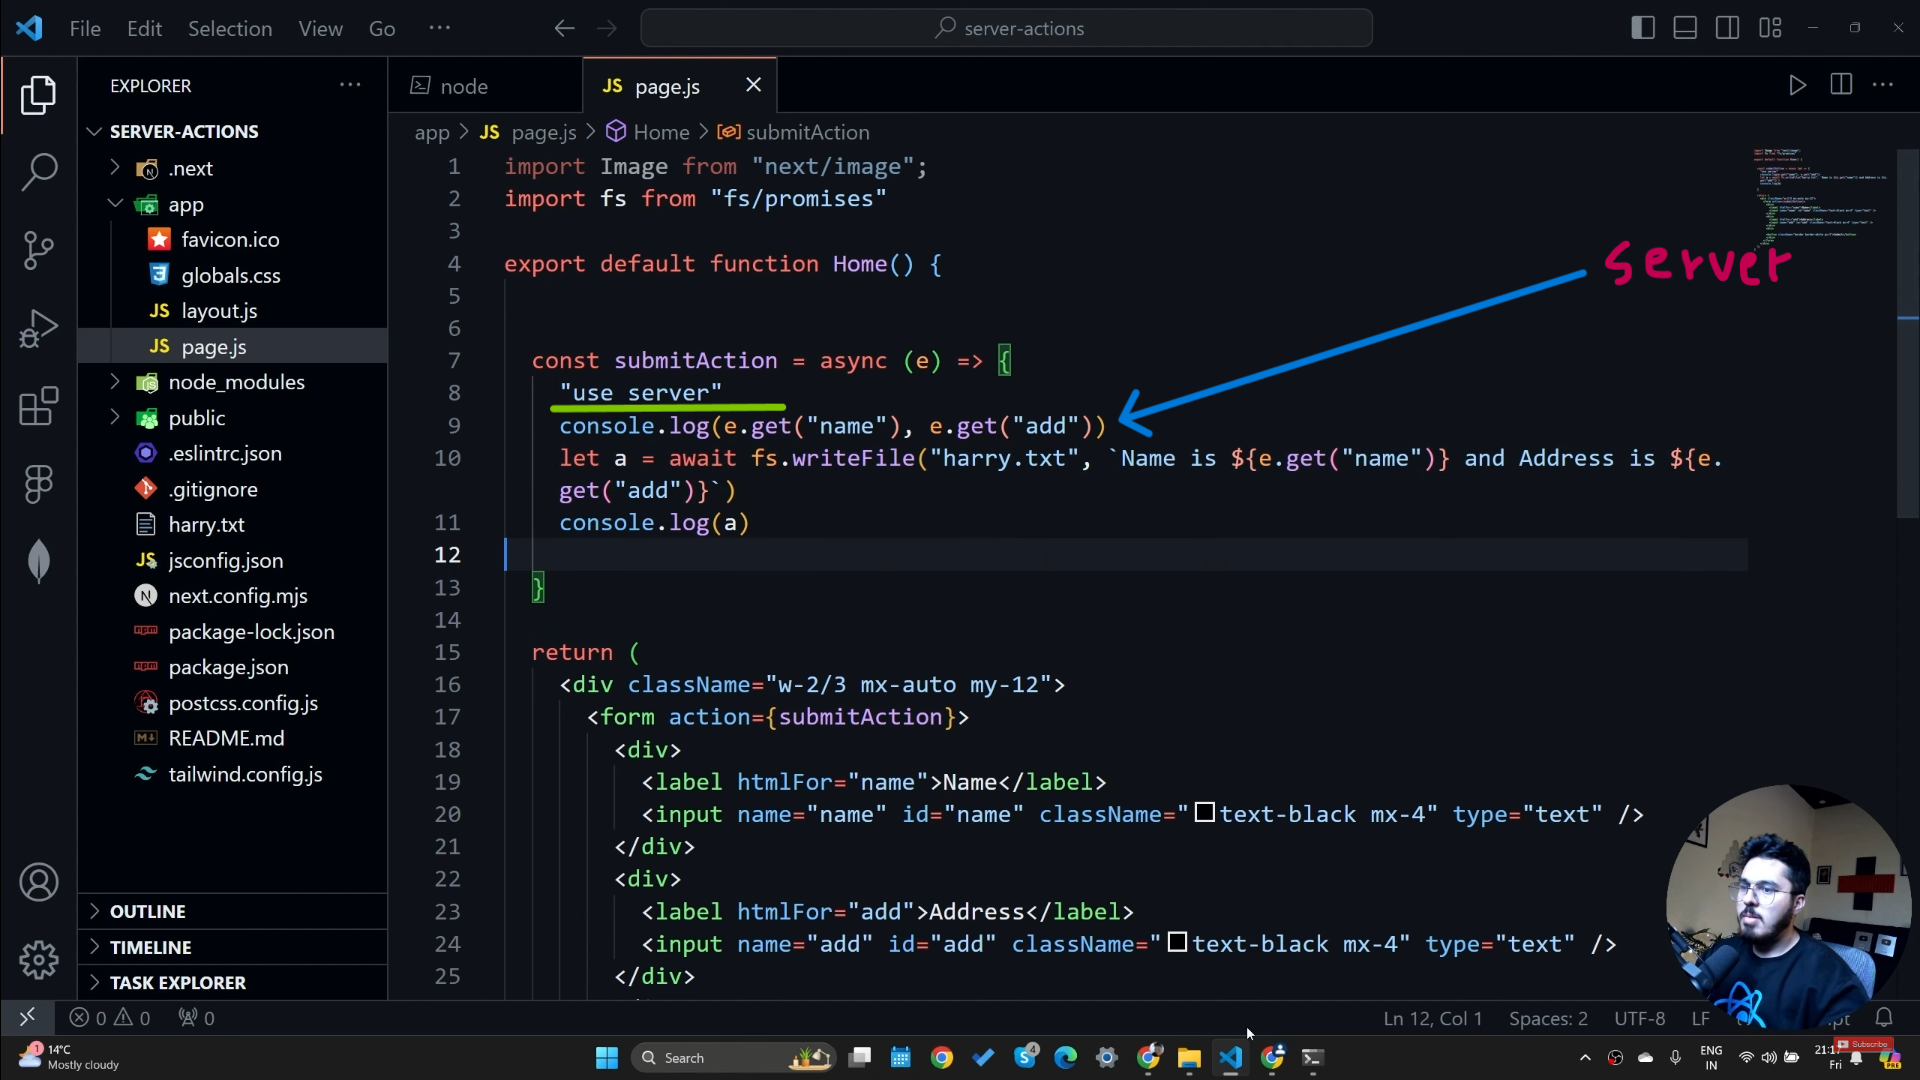 File Edit Selection View Go ... server-actions
EXPLORER ... node JS page.js
SERVER-ACTIONS
app > JS page.js > Home > submitAction
.next
app
favicon.ico
globals.css
JS layout.js
JS page.js
node_modules
public
.eslintrc.json
.gitignore
harry.txt
JS jsconfig.json
N next.config.mjs
package-lock.json
package.json
postcss.config.js
README.md
tailwind.config.js
OUTLINE
TIMELINE
TASK EXPLORER
1 import Image from "next/image";
2 import fs from "fs/promises"
3
4 export default function Home() {
5
6
7 const submitAction = async (e) => {
8 "use server"
9 console.log(e.get("name"), e.get("add"))
10 let a = await fs.writeFile("harry.txt", `Name is ${e.get("name")} and Address is ${e.
get("add")}`)
11 console.log(a)
12
13 }
14
15 return (
16 <div className="w-2/3 mx-auto my-12">
17 <form action={submitAction}>
18 <div>
19 <label htmlFor="name">Name</label>
20 <input name="name" id="name" className="text-black mx-4" type="text" />
21 </div>
22 <div>
23 <label htmlFor="add">Address</label>
24 <input name="add" id="add" className="text-black mx-4" type="text" />
25 </div>
server
0 0 0 Ln 12, Col 1 Spaces: 2 UTF-8 LF
Subscribe
1 14°C
Mostly cloudy
Search
4
ENG
IN
Fri
PRE